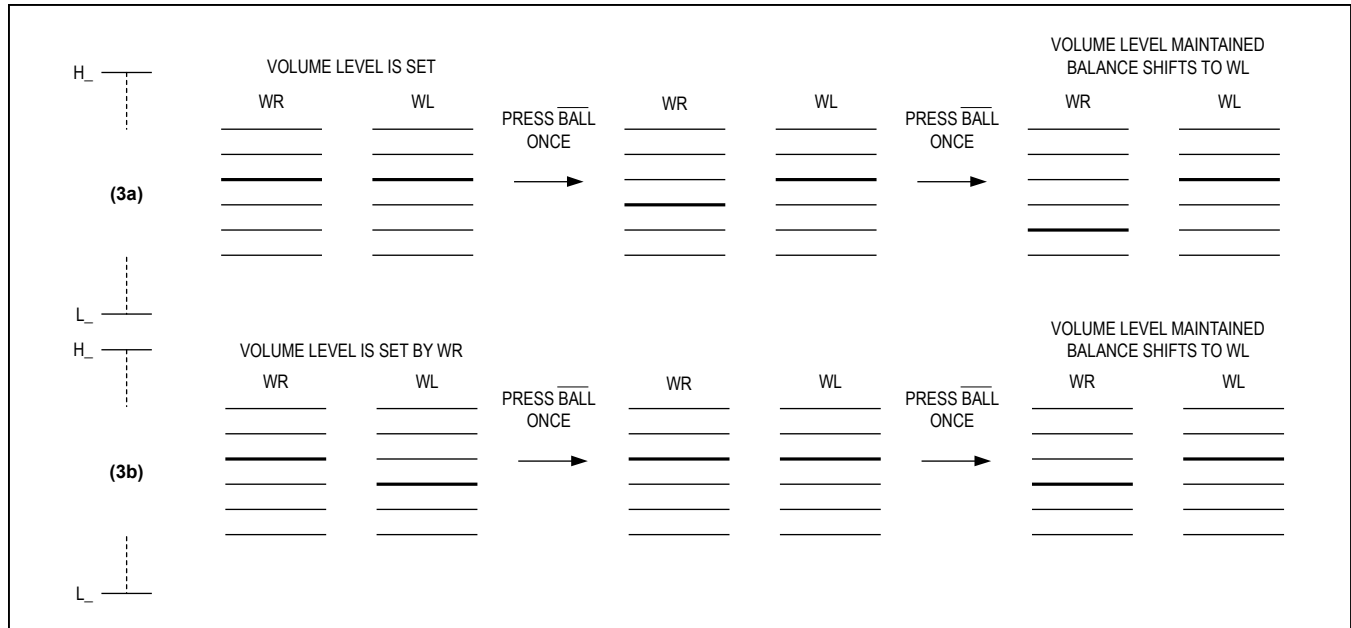 H_
VOLUME LEVEL IS SET
WR WL
PRESS BALL
ONCE
WR WL
PRESS BALL
ONCE
VOLUME LEVEL MAINTAINED
BALANCE SHIFTS TO WL
WR WL
(3a)
L_
H_
VOLUME LEVEL IS SET BY WR
WR WL
PRESS BALL
ONCE
WR WL
PRESS BALL
ONCE
VOLUME LEVEL MAINTAINED
BALANCE SHIFTS TO WL
WR WL
(3b)
L_